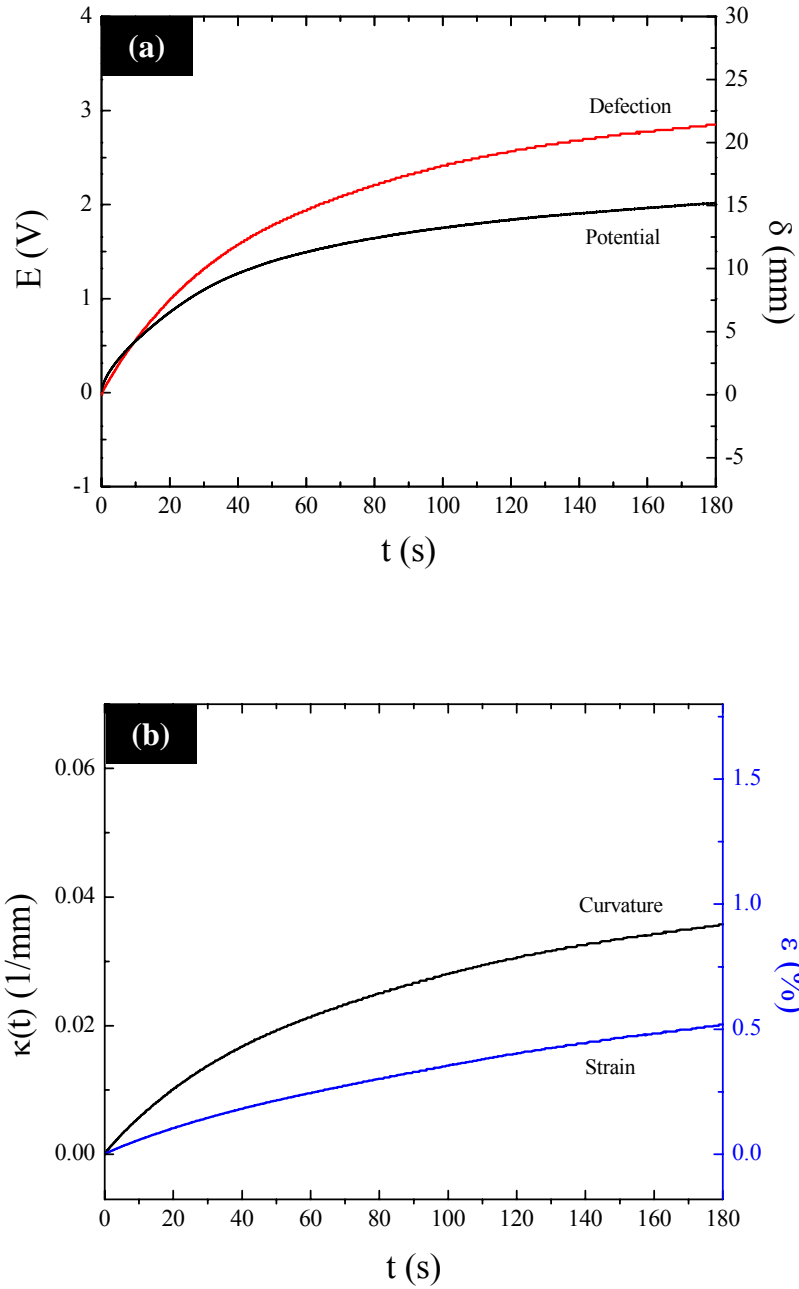 (a)
4
3
2
1
0
-1
E (V)
30
25
20
15
10
5
0
-5
δ (mm)
Defection
Potential
0 20 40 60 80 100 120 140 160 180
t (s)
(b)
0.06
0.04
0.02
0.00
κ(t) (1/mm)
1.5
1.0
0.5
0.0
ε (%)
Curvature
Strain
0 20 40 60 80 100 120 140 160 180
t (s)